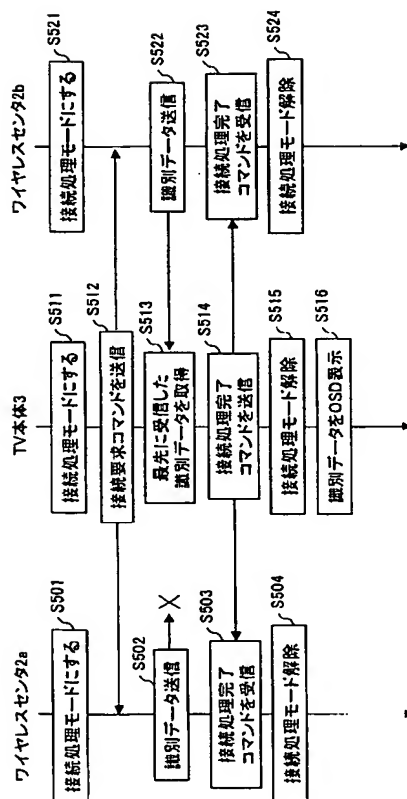 ワイヤレスセンタ2a
S501
接続処理モードにする
S502
識別データ送信
X
S503
接続処理完了
コマンドを受信
S504
接続処理モード解除
TV本体3
S511
接続処理モードにする
S512
接続要求コマンドを送信
S513
最先に受信した
識別データを取得
S514
接続処理完了
コマンドを送信
S515
接続処理モード解除
S516
識別データをOSD表示
ワイヤレスセンタ2b
S521
接続処理モードにする
S522
識別データ送信
S523
接続処理完了
コマンドを受信
S524
接続処理モード解除